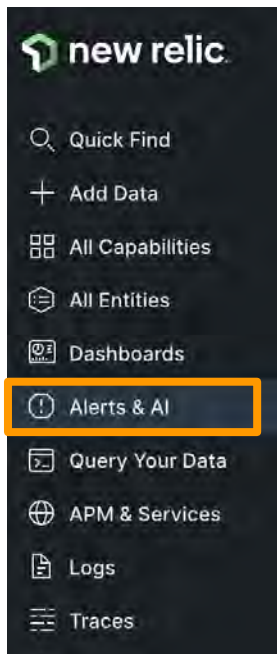 new relic.
Quick Find
Add Data
All Capabilities
All Entities
Dashboards
Alerts & AI
Query Your Data
APM & Services
Logs
Traces